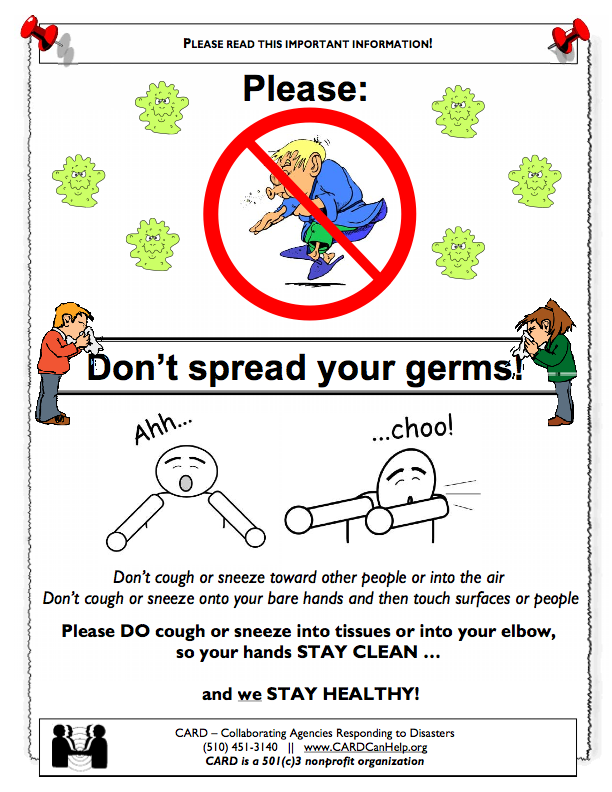 PLEASE READ THIS IMPORTANT INFORMATION!
Please:
Don't spread your germs!
Ahh...
...choo!
Don't cough or sneeze toward other people or into the air
Don't cough or sneeze onto your bare hands and then touch surfaces or people
Please DO cough or sneeze into tissues or into your elbow,
so your hands STAY CLEAN …
and we STAY HEALTHY!
CARD – Collaborating Agencies Responding to Disasters
(510) 451-3140 || www.CARDCanHelp.org
CARD is a 501(c)3 nonprofit organization